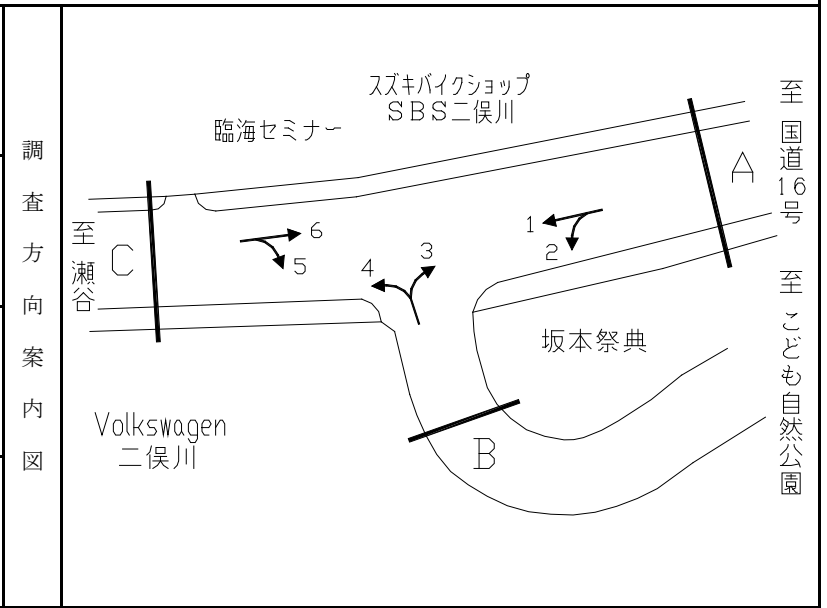 調査方向案内図
スズキバイクショップ
SBS二俣川
臨海セミナー
至 国道16号
A
至 瀬谷
C
6
5
4
3
1
2
坂本祭典
至 こども自然公園
Volkswagen
二俣川
B